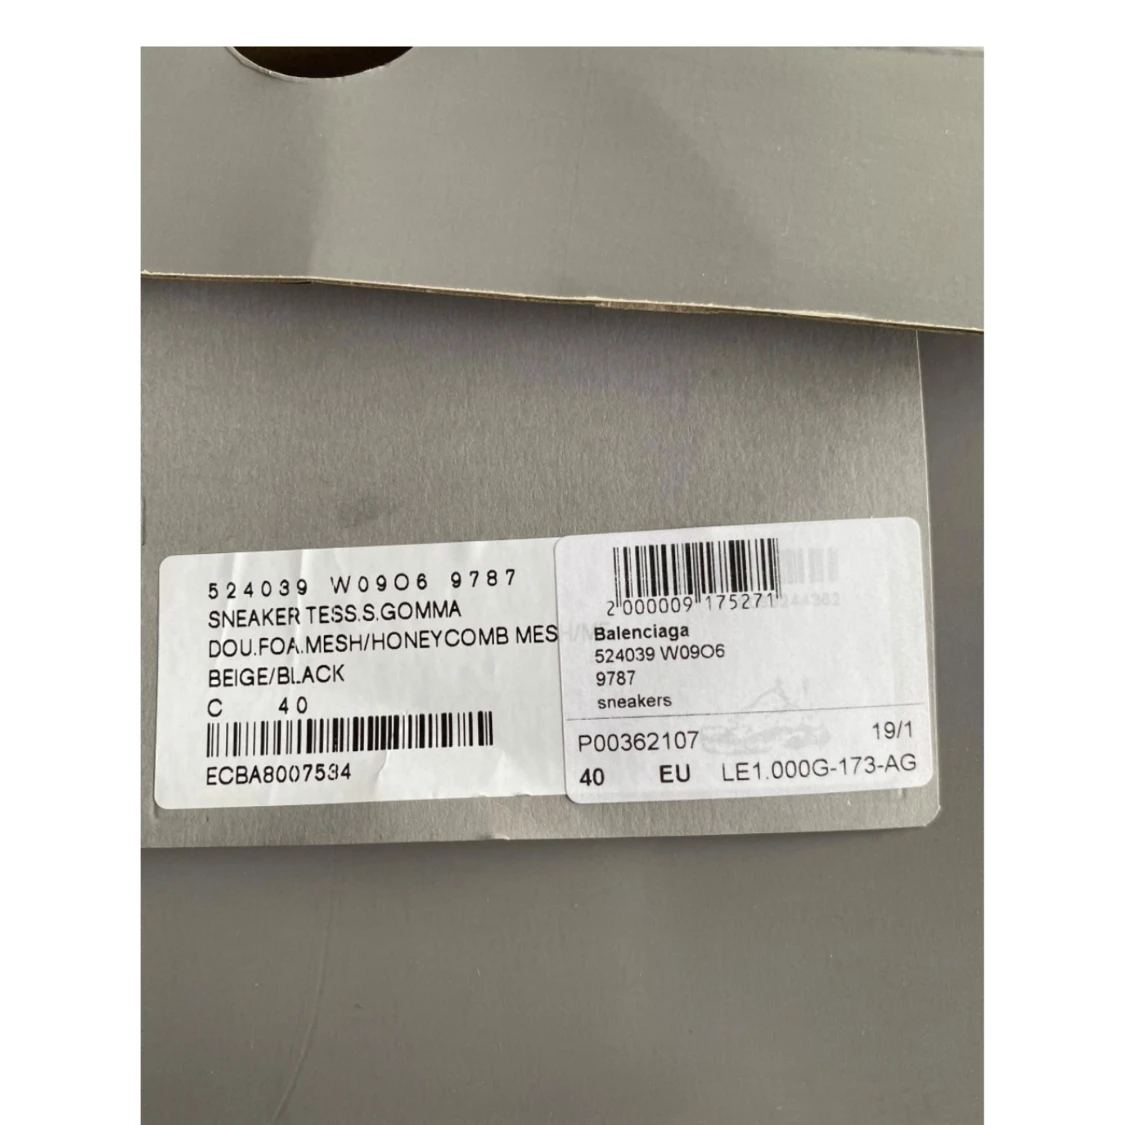 524039 W09O6 9787
SNEAKER TESS.S.GOMMA
DOU.FOA.MESH/HONEYCOMB MES
BEIGE/BLACK
C 40
ECBA8007534
2 000009 175271
Balenciaga
524039 W09O6
9787
sneakers
P00362107 19/1
40 EU LE1.000G-173-AG